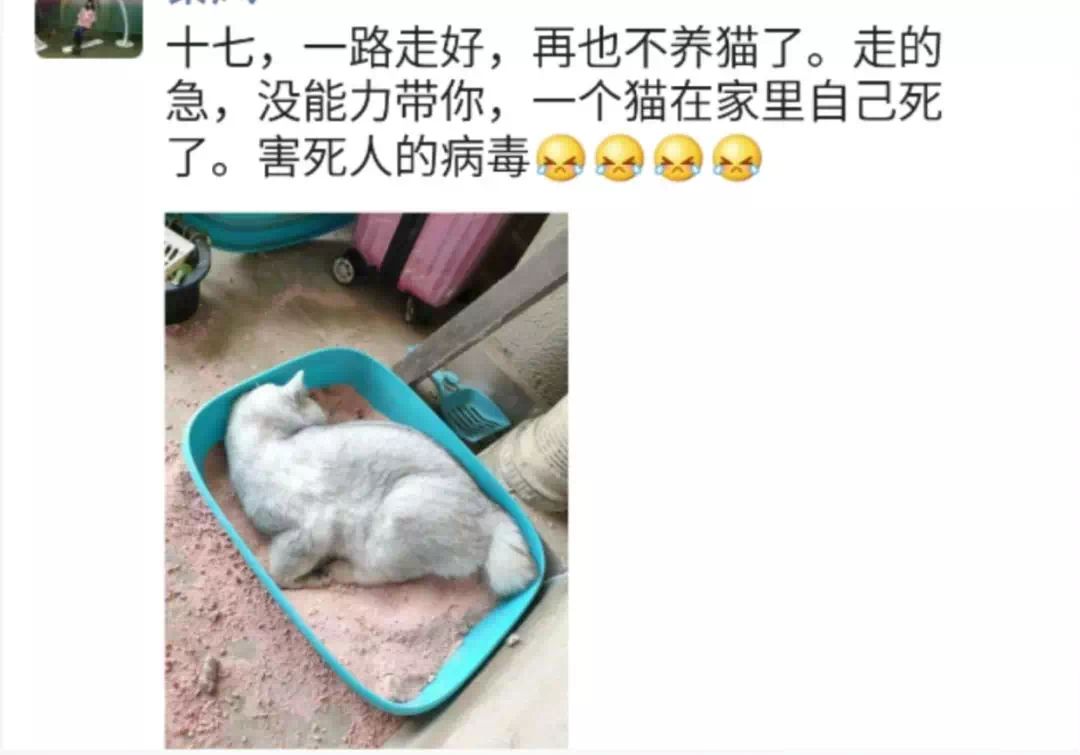 十七，一路走好，再也不养猫了。走的
急，没能力带你，一个猫在家里自己死
了。害死人的病毒😭😭😭😭